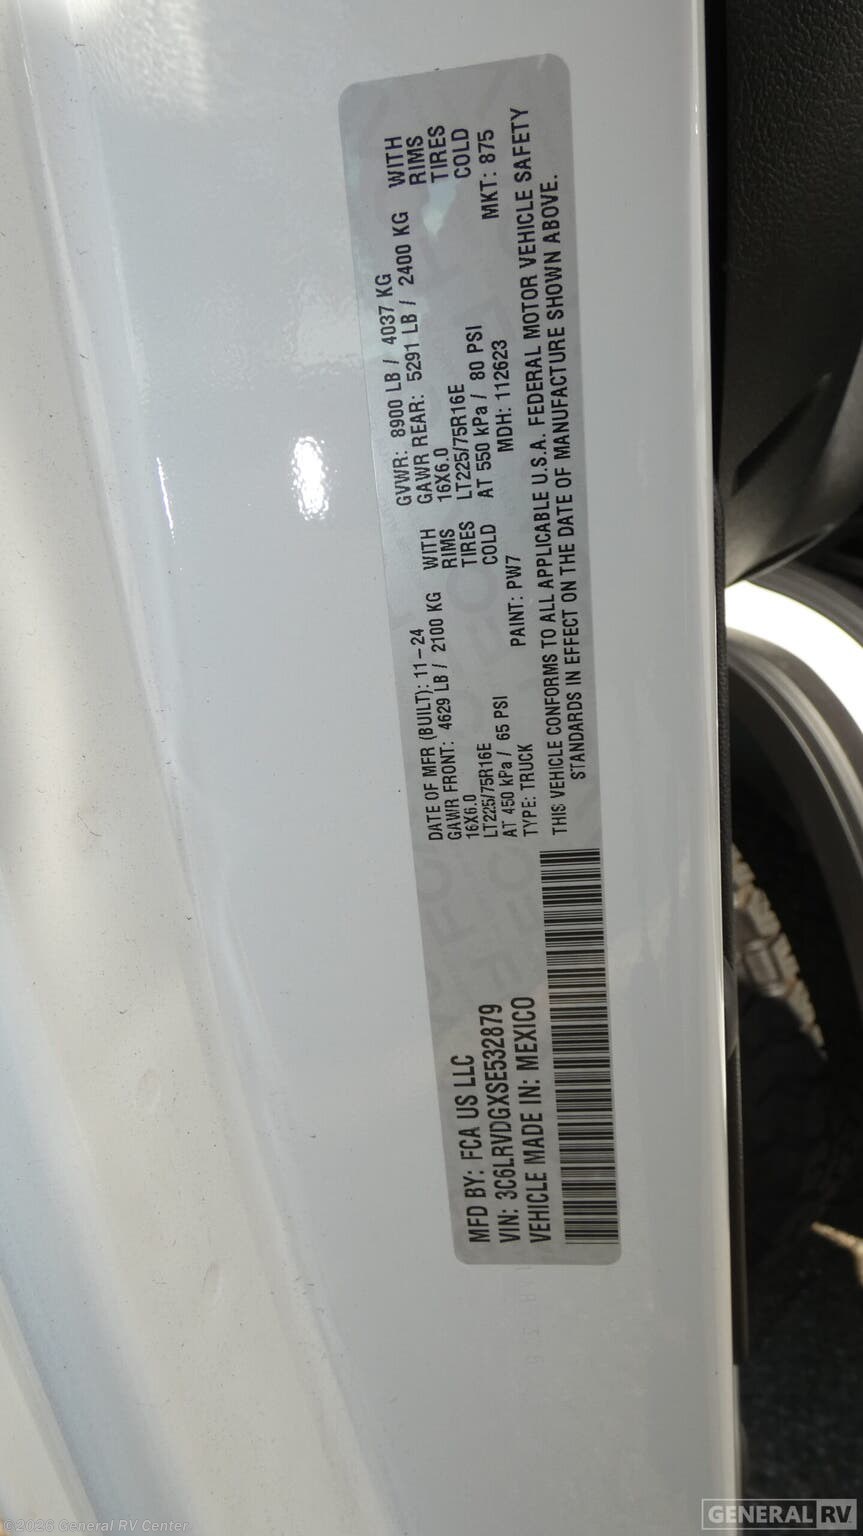 MFD BY: FCA US LLC
VIN: 3C6LRVDGXSE532879
VEHICLE MADE IN: MEXICO
DATE OF MFR (BUILT): 11-24 GVWR: 8900 LB / 4037 KG
GAWR FRONT: 4629 LB / 2100 KG WITH GAWR REAR: 5291 LB / 2400 KG WITH
16X6.0 RIMS 16X6.0 RIMS
LT225/75R16E TIRES LT225/75R16E TIRES
AT 450 kPa / 65 PSI COLD AT 550 kPa / 80 PSI COLD
TYPE: TRUCK PAINT: PW7 MDH: 112623 MKT: 875
THIS VEHICLE CONFORMS TO ALL APPLICABLE U.S.A. FEDERAL MOTOR VEHICLE SAFETY
STANDARDS IN EFFECT ON THE DATE OF MANUFACTURE SHOWN ABOVE.
©2026 General RV Center
GENERAL RV